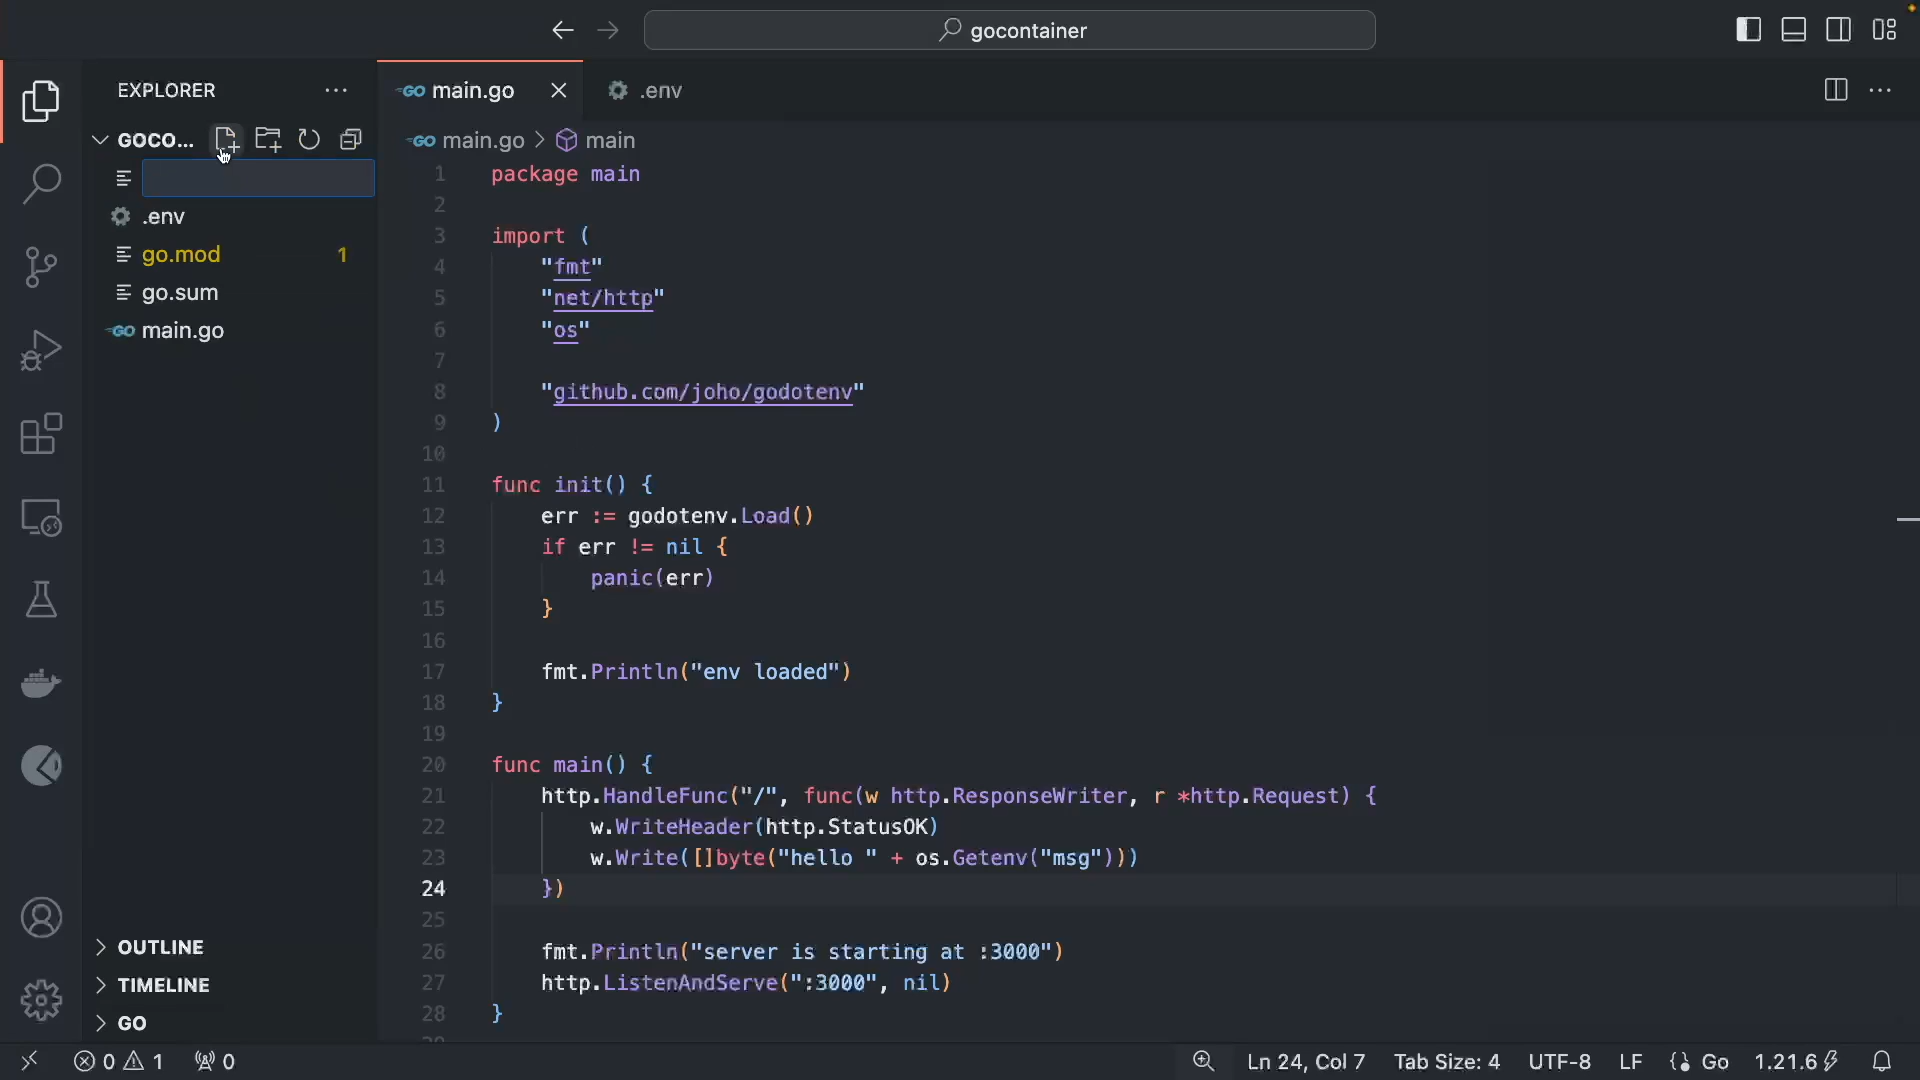 gocontainer
EXPLORER
GO main.go
.env
GOCO...
GO main.go > main
.env
go.mod 1
go.sum
GO main.go
1 package main
2
3 import (
4 "fmt"
5 "net/http"
6 "os"
7
8 "github.com/joho/godotenv"
9 )
10
11 func init() {
12 err := godotenv.Load()
13 if err != nil {
14 panic(err)
15 }
16
17 fmt.Println("env loaded")
18 }
19
20 func main() {
21 http.HandleFunc("/", func(w http.ResponseWriter, r *http.Request) {
22 w.WriteHeader(http.StatusOK)
23 w.Write([]byte("hello " + os.Getenv("msg")))
24 })
25
26 fmt.Println("server is starting at :3000")
27 http.ListenAndServe(":3000", nil)
28 }
OUTLINE
TIMELINE
GO
0 1 0
Ln 24, Col 7 Tab Size: 4 UTF-8 LF Go 1.21.6